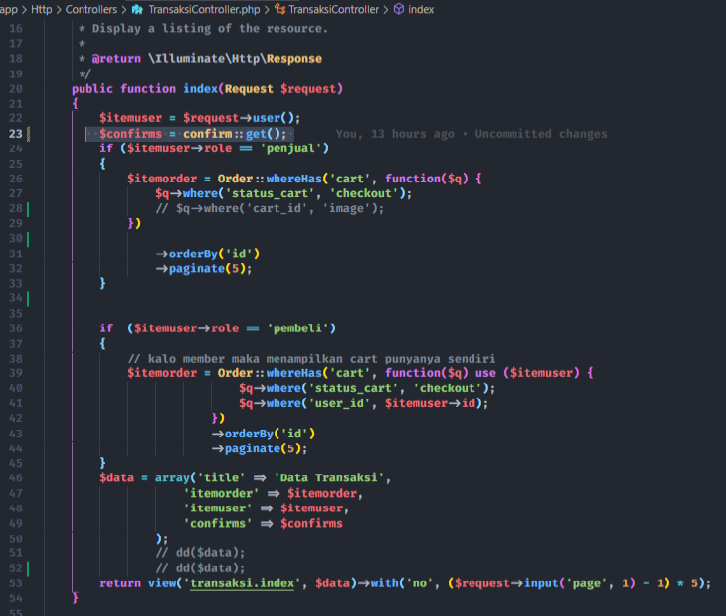 app > Http > Controllers > TransaksiController.php > TransaksiController > index
16 * Display a listing of the resource.
17 *
18 * @return \Illuminate\Http\Response
19 */
20 public function index(Request $request)
21 {
22 $itemuser = $request->user();
23 $confirms = confirm::get(); You, 13 hours ago • Uncommitted changes
24 if ($itemuser->role == 'penjual')
25 {
26 $itemorder = Order::whereHas('cart', function($q) {
27 $q->where('status_cart', 'checkout');
28 // $q->where('cart_id', 'image');
29 })
30
31 ->orderBy('id')
32 ->paginate(5);
33 }
34
35
36 if ($itemuser->role == 'pembeli')
37 {
38 // kalo member maka menampilkan cart punyanya sendiri
39 $itemorder = Order::whereHas('cart', function($q) use ($itemuser) {
40 $q->where('status_cart', 'checkout');
41 $q->where('user_id', $itemuser->id);
42 })
43 ->orderBy('id')
44 ->paginate(5);
45 }
46 $data = array('title' => 'Data Transaksi',
47 'itemorder' => $itemorder,
48 'itemuser' => $itemuser,
49 'confirms' => $confirms
50 );
51 // dd($data);
52 // dd($data);
53 return view('transaksi.index', $data)->with('no', ($request->input('page', 1) - 1) * 5);
54 }
55